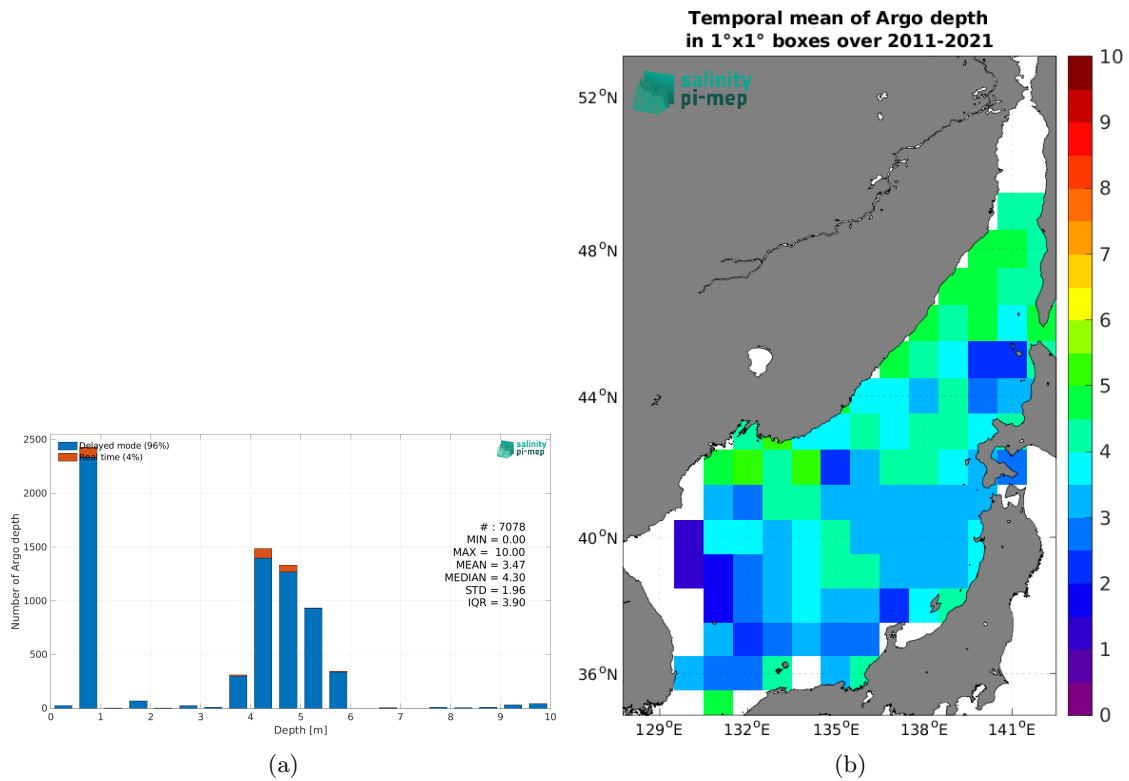 2500
2000
1500
1000
500
0
Number of Argo depth
Delayed mode (96%)
Real time (4%)
salinity
pi-mep
# : 7078
MIN = 0.00
MAX = 10.00
MEAN = 3.47
MEDIAN = 4.30
STD = 1.96
IQR = 3.90
0 1 2 3 4 5 6 7 8 9 10
Depth [m]
(a)
Temporal mean of Argo depth
in 1°x1° boxes over 2011-2021
salinity
pi-mep
52°N
48°N
44°N
40°N
36°N
129°E 132°E 135°E 138°E 141°E
10
9
8
7
6
5
4
3
2
1
0
(b)